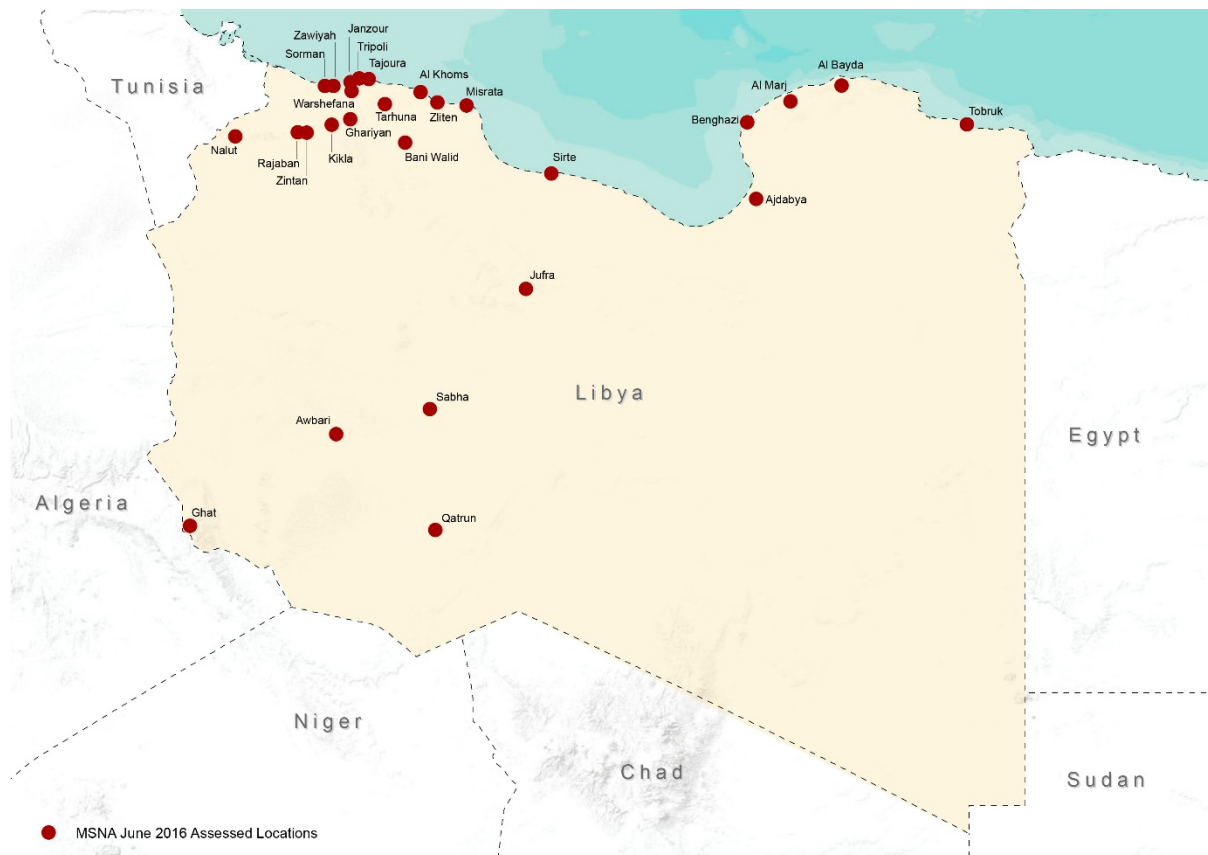 Janzour
Zawiyah
Tripoli
Sorman
Tajoura
Al Khoms
Al Bayda
Tunisia
Al Marj
Misrata
Warshefana
Zliten
Tobruk
Tarhuna
Benghazi
Ghariyan
Nalut
Kikla
Bani Walid
Sirte
Rajaban
Zintan
Ajdabya
Jufra
Libya
Sabha
Awbari
Egypt
Algeria
Ghat
Qatrun
Niger
Chad
Sudan
MSNA June 2016 Assessed Locations